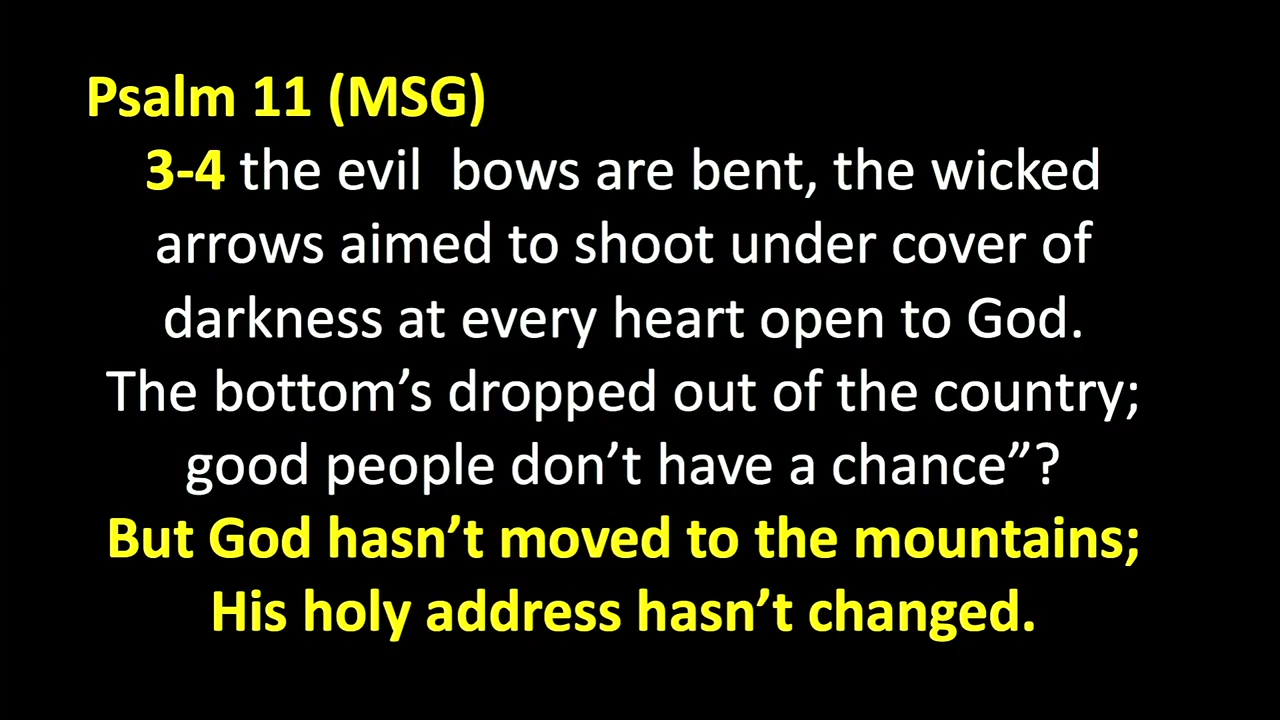 Psalm 11 (MSG)
3-4 the evil  bows are bent, the wicked
arrows aimed to shoot under cover of
darkness at every heart open to God.
The bottom’s dropped out of the country;
good people don’t have a chance”?
But God hasn’t moved to the mountains;
His holy address hasn’t changed.